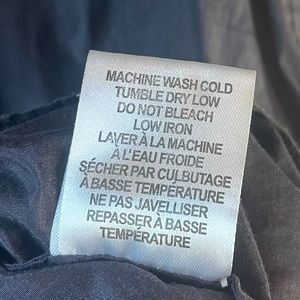 MACHINE WASH COLD
TUMBLE DRY LOW
DO NOT BLEACH
LOW IRON
LAVER À LA MACHINE
À L'EAU FROIDE
SÉCHER PAR CULBUTAGE
À BASSE TEMPÉRATURE
NE PAS JAVELLISER
REPASSER À BASSE
TEMPÉRATURE